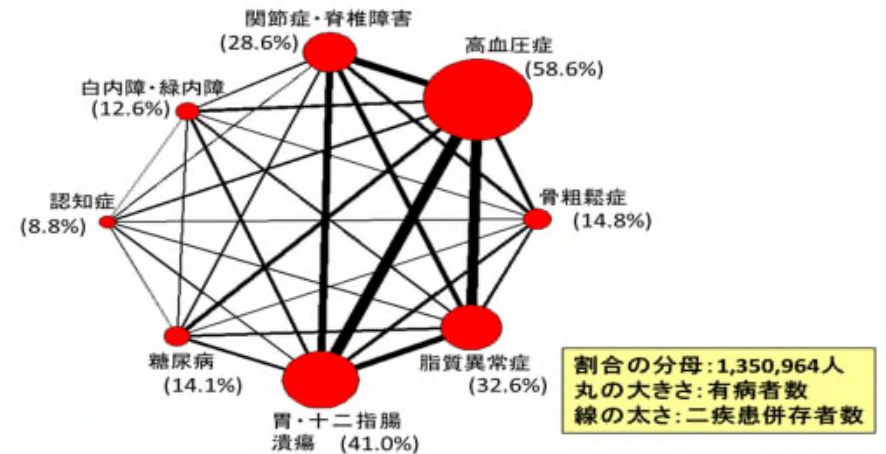 関節症・脊椎障害
(28.6%)
高血圧症
(58.6%)
白内障・緑内障
(12.6%)
認知症
(8.8%)
骨粗鬆症
(14.8%)
糖尿病
(14.1%)
胃・十二指腸
潰瘍 (41.0%)
脂質異常症
(32.6%)
割合の分母:1,350,964人
丸の大きさ:有病者数
線の太さ:二疾患併存者数